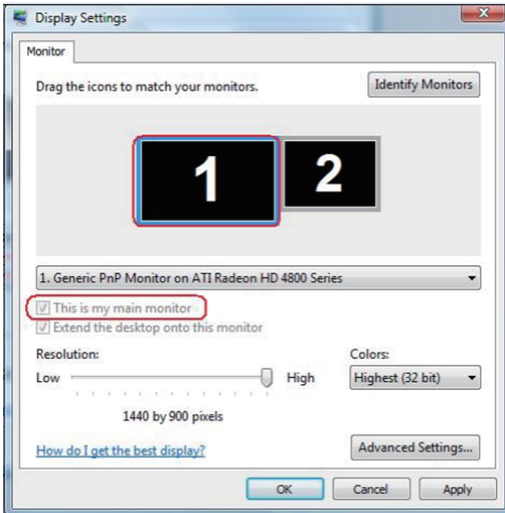 Display Settings
Monitor
Drag the icons to match your monitors.
Identify Monitors
1
2
1. Generic PnP Monitor on ATI Radeon HD 4800 Series
This is my main monitor
Extend the desktop onto this monitor
Resolution:
Colors:
Low
High
Highest (32 bit)
1440 by 900 pixels
How do I get the best display?
Advanced Settings...
OK
Cancel
Apply